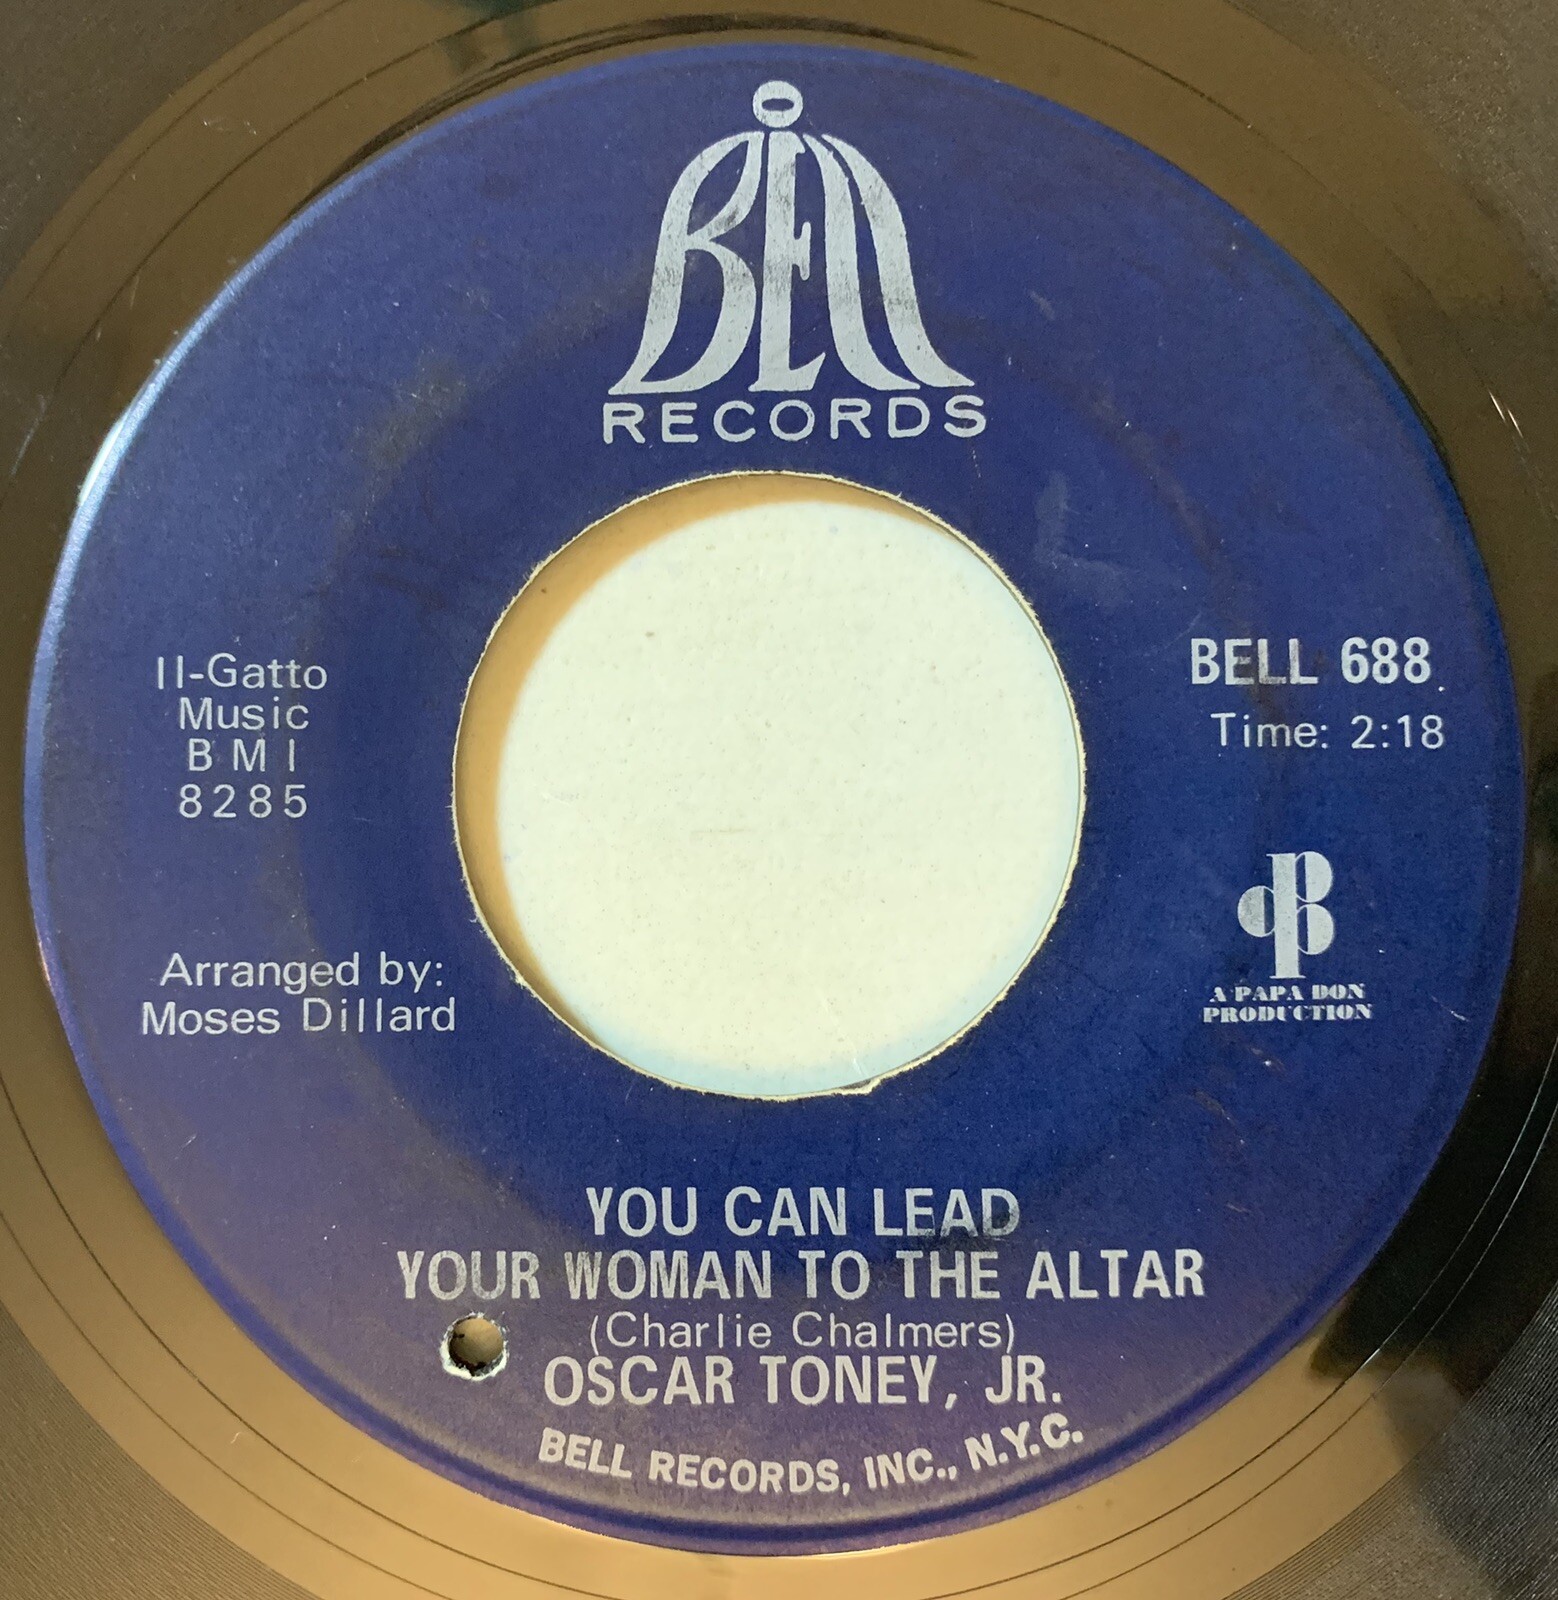 BEll
RECORDS
Il-Gatto
Music
B M I
8285
BELL 688
Time: 2:18
Arranged by:
Moses Dillard
A PAPA DON
PRODUCTION
YOU CAN LEAD
YOUR WOMAN TO THE ALTAR
(Charlie Chalmers)
OSCAR TONEY, JR.
BELL RECORDS, INC., N.Y.C.